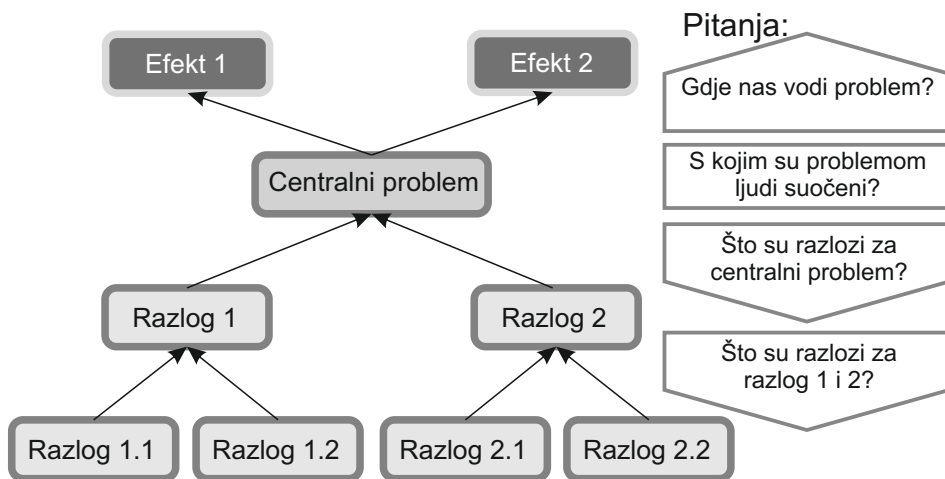 Pitanja:
Efekt 1
Efekt 2
Gdje nas vodi problem?
Centralni problem
S kojim su problemom
ljudi suočeni?
Što su razlozi za
centralni problem?
Razlog 1
Razlog 2
Što su razlozi za
razlog 1 i 2?
Razlog 1.1
Razlog 1.2
Razlog 2.1
Razlog 2.2